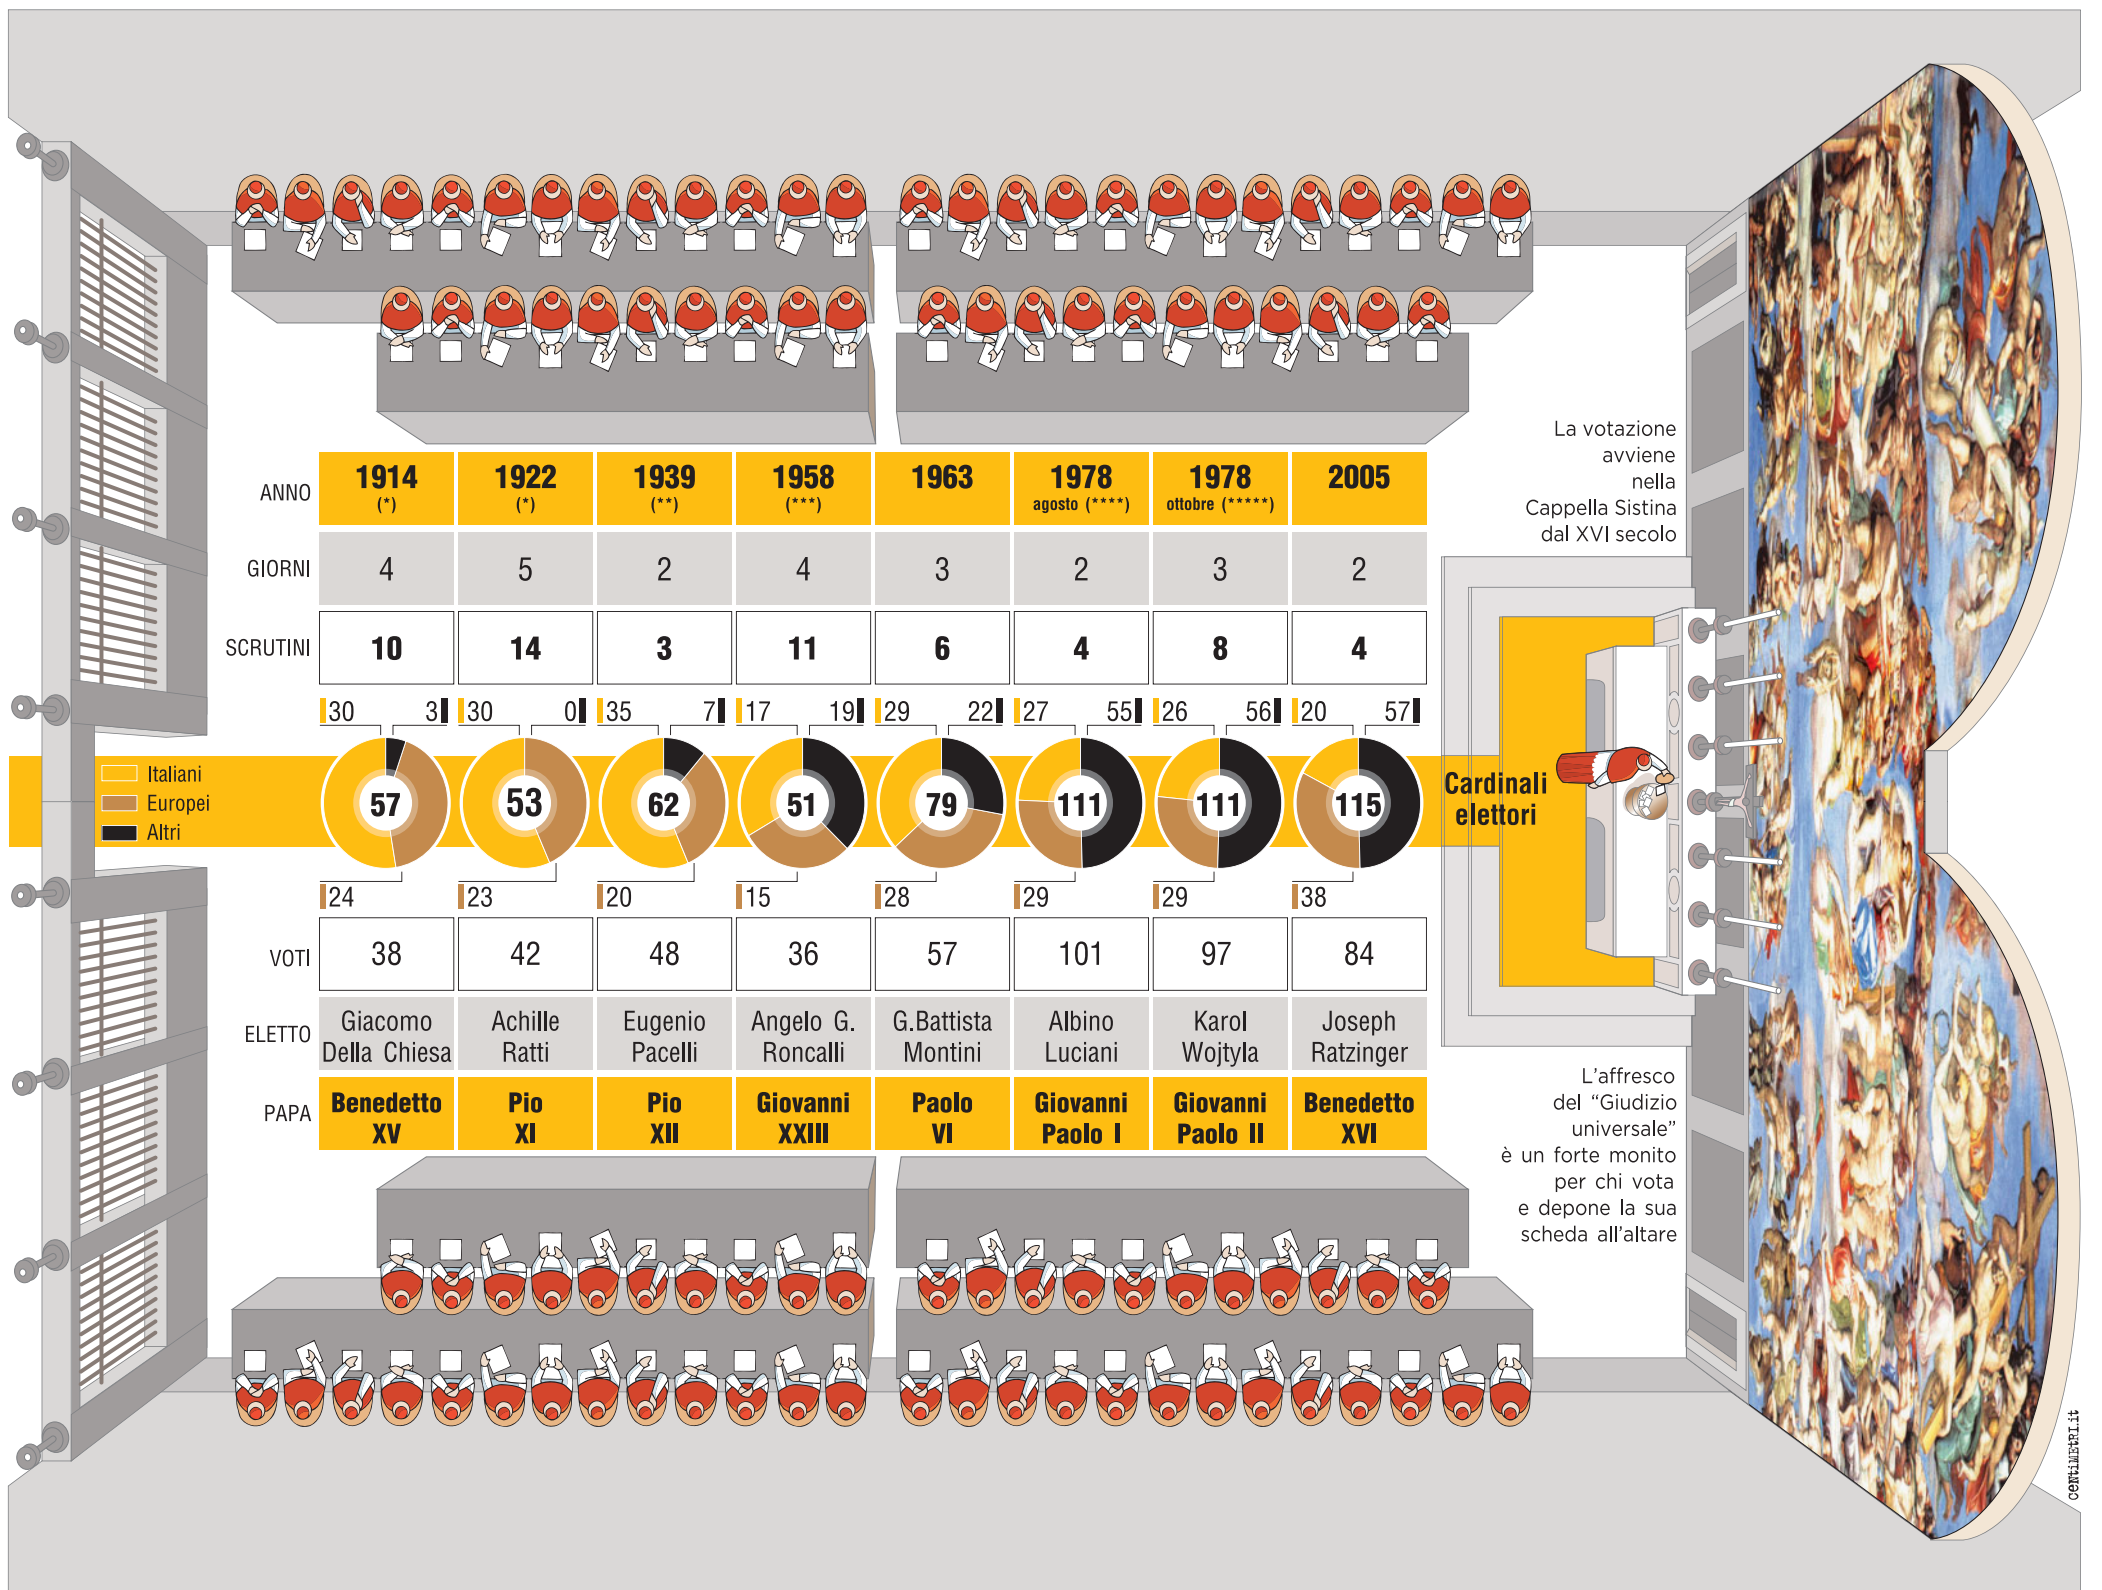 La votazione
avviene
nella
Cappella Sistina
dal XVI secolo
ANNO 1914 1922 1939 1958 1963 1978 1978 2005
(*) (*) (**) (***) agosto (****) ottobre (*****)
GIORNI 4 5 2 4 3 2 3 2
SCRUTINI 10 14 3 11 6 4 8 4
30 3 30 0 35 7 17 19 29 22 27 55 26 56 20 57
Italiani
Europei
Altri
57 53 62 51 79 111 111 115
Cardinali
elettori
24 23 20 15 28 29 29 38
VOTI 38 42 48 36 57 101 97 84
ELETTO
Giacomo
Della Chiesa
Achille
Ratti
Eugenio
Pacelli
Angelo G.
Roncalli
G.Battista
Montini
Albino
Luciani
Karol
Wojtyla
Joseph
Ratzinger
PAPA
Benedetto
XV
Pio
XI
Pio
XII
Giovanni
XXIII
Paolo
VI
Giovanni
Paolo I
Giovanni
Paolo II
Benedetto
XVI
L'affresco
del “Giudizio
universale”
è un forte monito
per chi vota
e depone la sua
scheda all'altare
CENTIMETRI.it